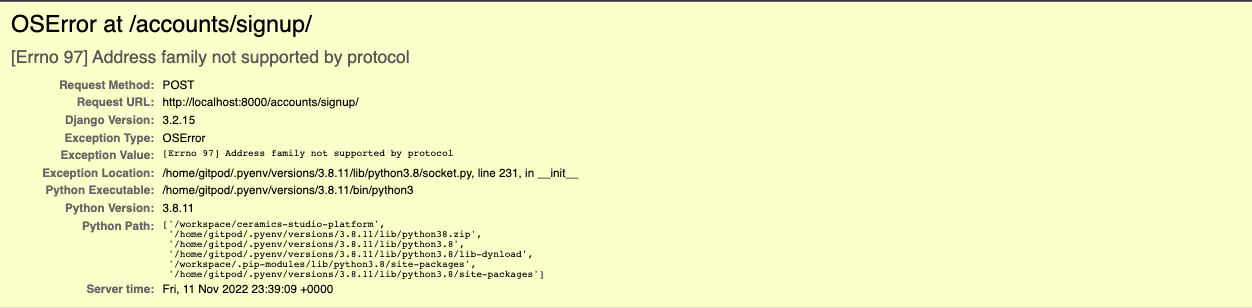 OSError at /accounts/signup/
[Errno 97] Address family not supported by protocol
Request Method: POST
Request URL: http://localhost:8000/accounts/signup/
Django Version: 3.2.15
Exception Type: OSError
Exception Value: [Errno 97] Address family not supported by protocol
Exception Location: /home/gitpod/.pyenv/versions/3.8.11/lib/python3.8/socket.py, line 231, in __init__
Python Executable: /home/gitpod/.pyenv/versions/3.8.11/bin/python3
Python Version: 3.8.11
Python Path: ['/workspace/ceramics-studio-platform',
'/home/gitpod/.pyenv/versions/3.8.11/lib/python38.zip',
'/home/gitpod/.pyenv/versions/3.8.11/lib/python3.8',
'/home/gitpod/.pyenv/versions/3.8.11/lib/python3.8/lib-dynload',
'/workspace/.pip-modules/lib/python3.8/site-packages',
'/home/gitpod/.pyenv/versions/3.8.11/lib/python3.8/site-packages']
Server time: Fri, 11 Nov 2022 23:39:09 +0000